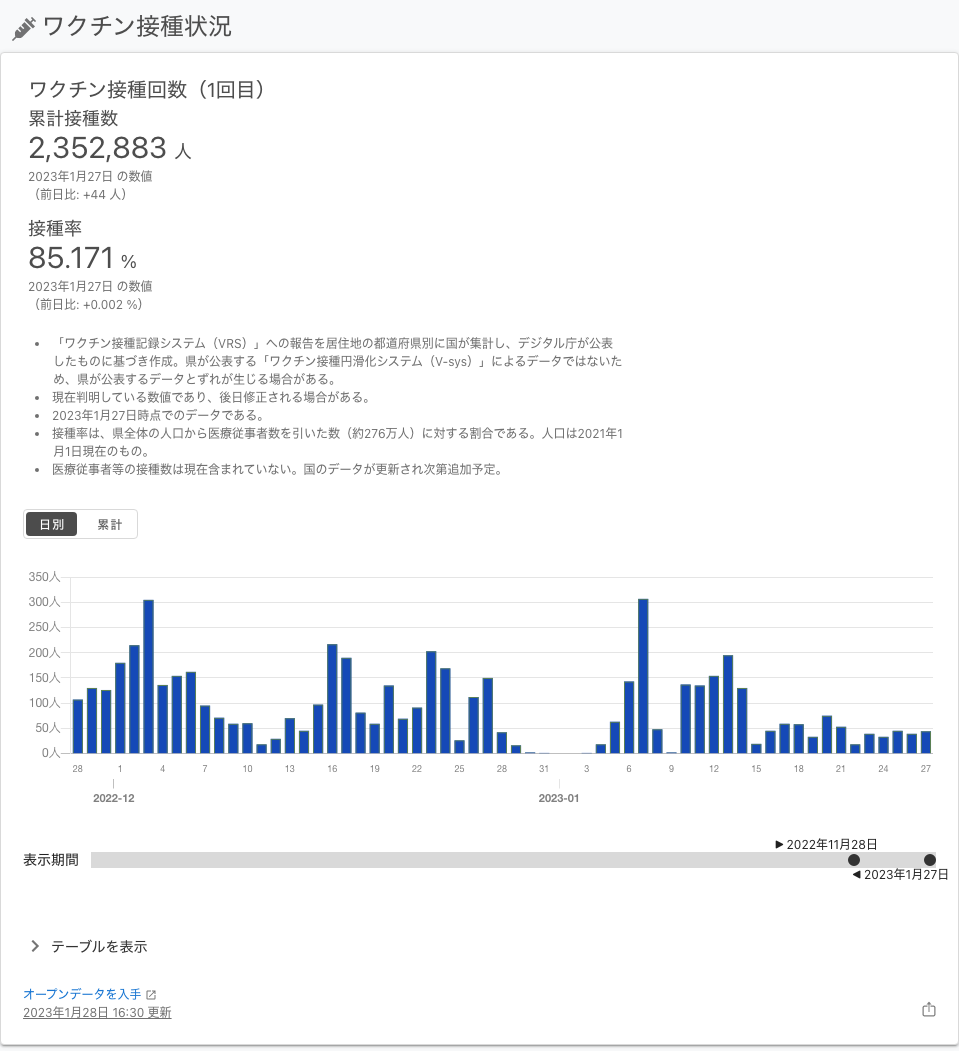 ワクチン接種状況
ワクチン接種回数（1回目）
累計接種数
2,352,883 人
2023年1月27日 の数値
（前日比: +44 人）
接種率
85.171 %
2023年1月27日 の数値
（前日比: +0.002 %）
• 「ワクチン接種記録システム（VRS）」への報告を居住地の都道府県別に国が集計し、デジタル庁が公表
したものに基づき作成。県が公表する「ワクチン接種円滑化システム（V-sys）」によるデータではないた
め、県が公表するデータとずれが生じる場合がある。
• 現在判明している数値であり、後日修正される場合がある。
• 2023年1月27日時点でのデータである。
• 接種率は、県全体の人口から医療従事者数を引いた数（約276万人）に対する割合である。人口は2021年1
月1日現在のもの。
• 医療従事者等の接種数は現在含まれていない。国のデータが更新され次第追加予定。
日別 累計
350人
300人
250人
200人
150人
100人
50人
0人
28 1 4 7 10 13 16 19 22 25 28 31 3 6 9 12 15 18 21 24 27
2022-12 2023-01
▶ 2022年11月28日
表示期間
◀ 2023年1月27日
テーブルを表示
オープンデータを入手
2023年1月28日 16:30 更新